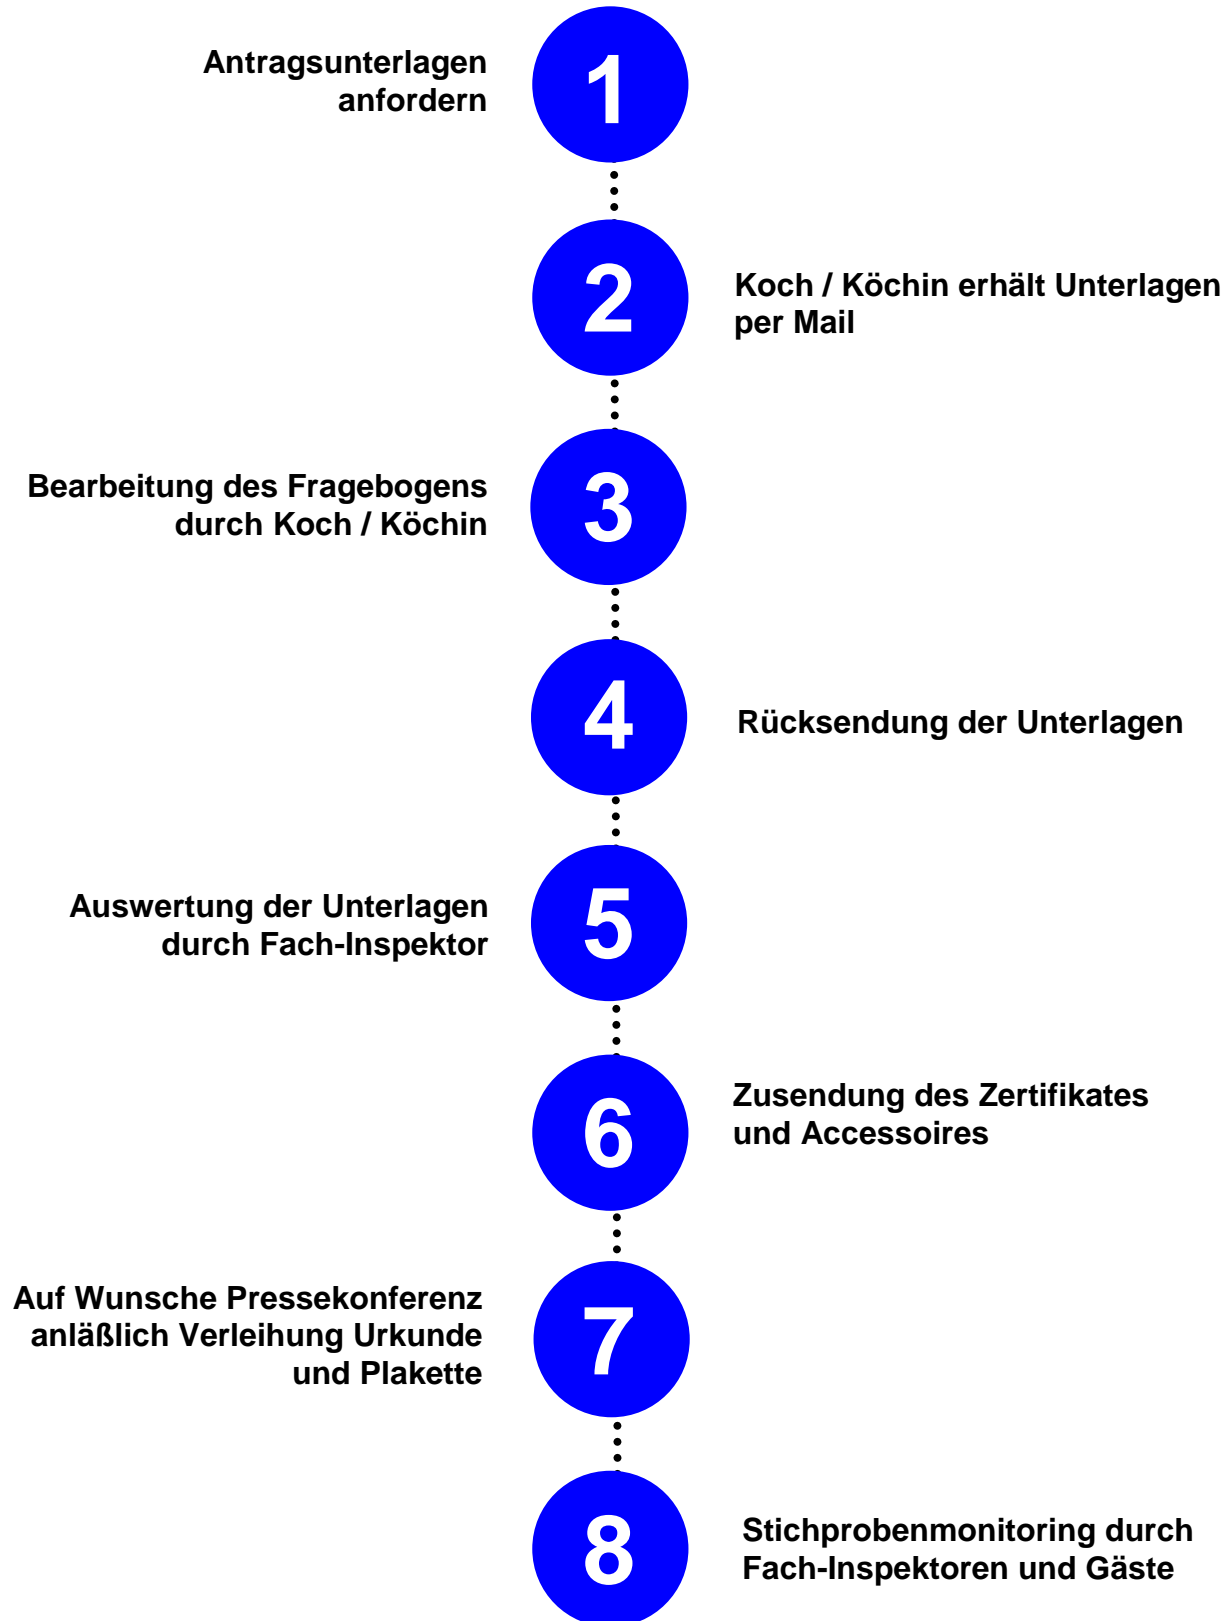 Antragsunterlagen
anfordern
1
2
Koch / Köchin erhält Unterlagen
per Mail
Bearbeitung des Fragebogens
durch Koch / Köchin
3
4
Rücksendung der Unterlagen
Auswertung der Unterlagen
durch Fach-Inspektor
5
6
Zusendung des Zertifikates
und Accessoires
Auf Wunsche Pressekonferenz
anläßlich Verleihung Urkunde
und Plakette
7
8
Stichprobenmonitoring durch
Fach-Inspektoren und Gäste